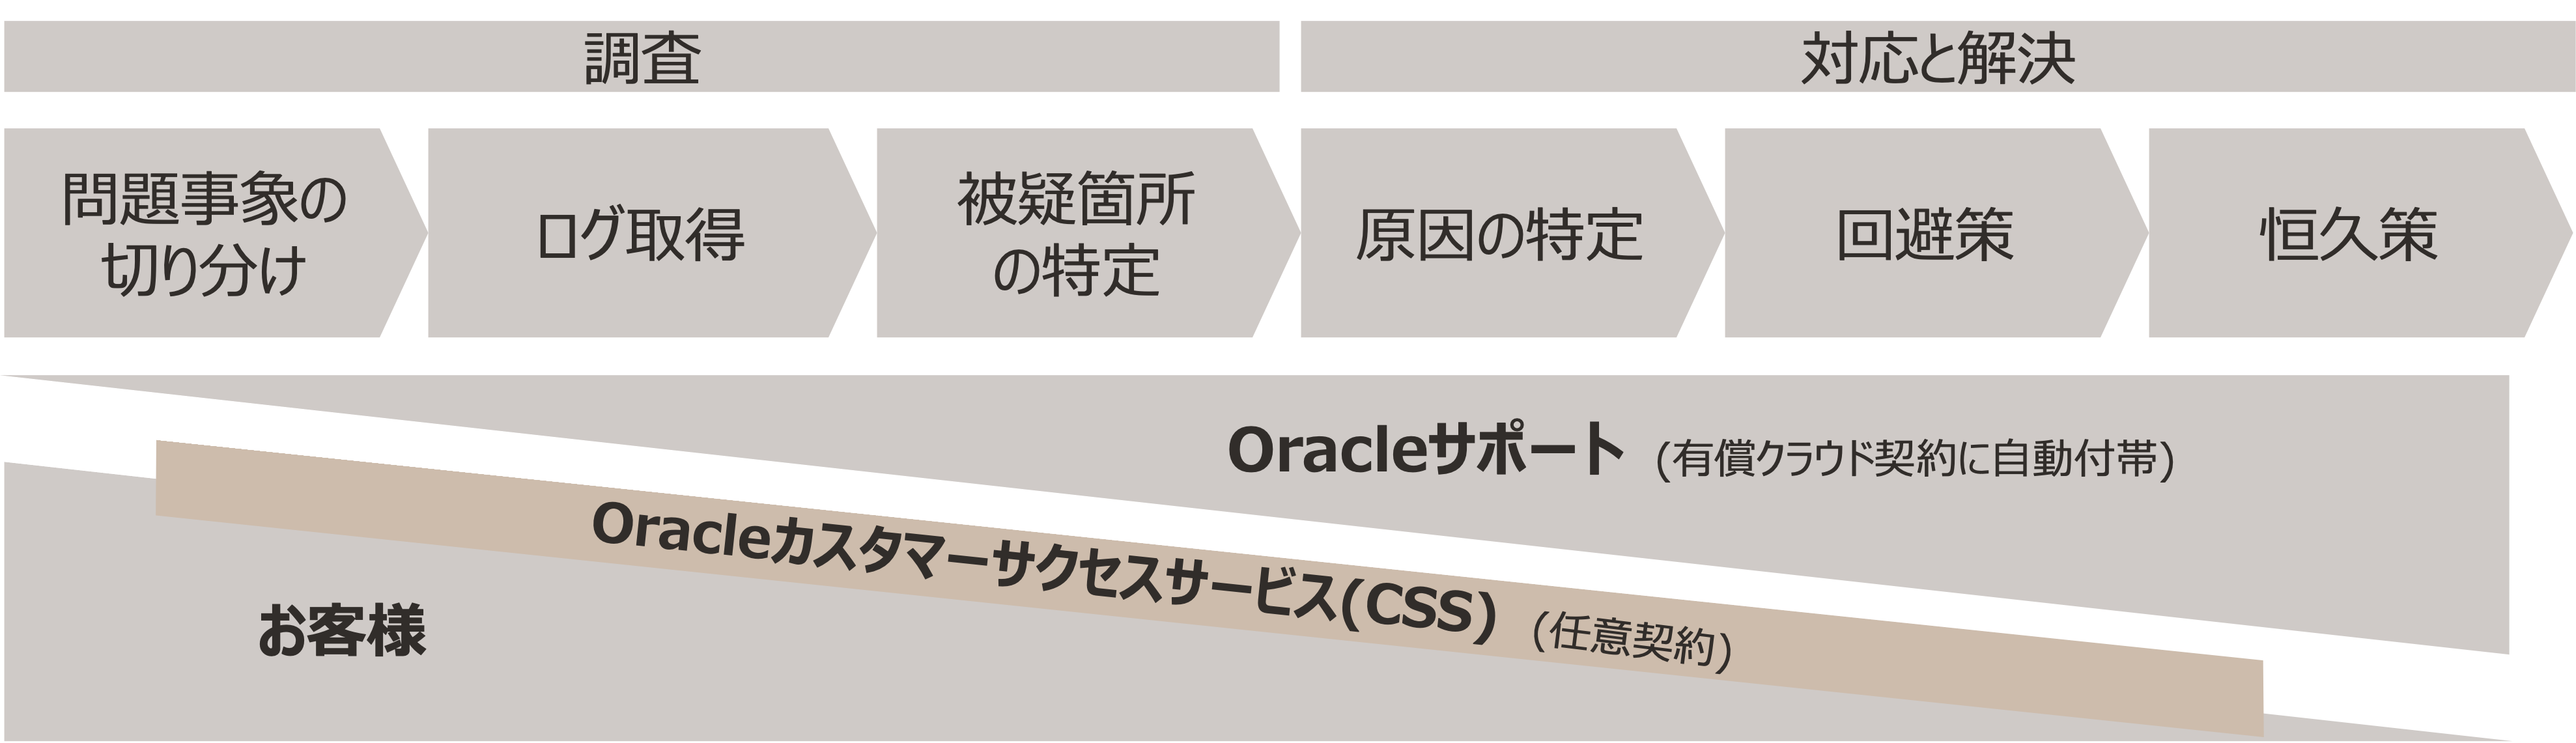 調査
対応と解決
問題事象の
切り分け
ログ取得
被疑箇所
の特定
原因の特定
回避策
恒久策
Oracleサポート (有償クラウド契約に自動付帯)
Oracleカスタマーサクセスサービス(CSS) (任意契約)
お客様